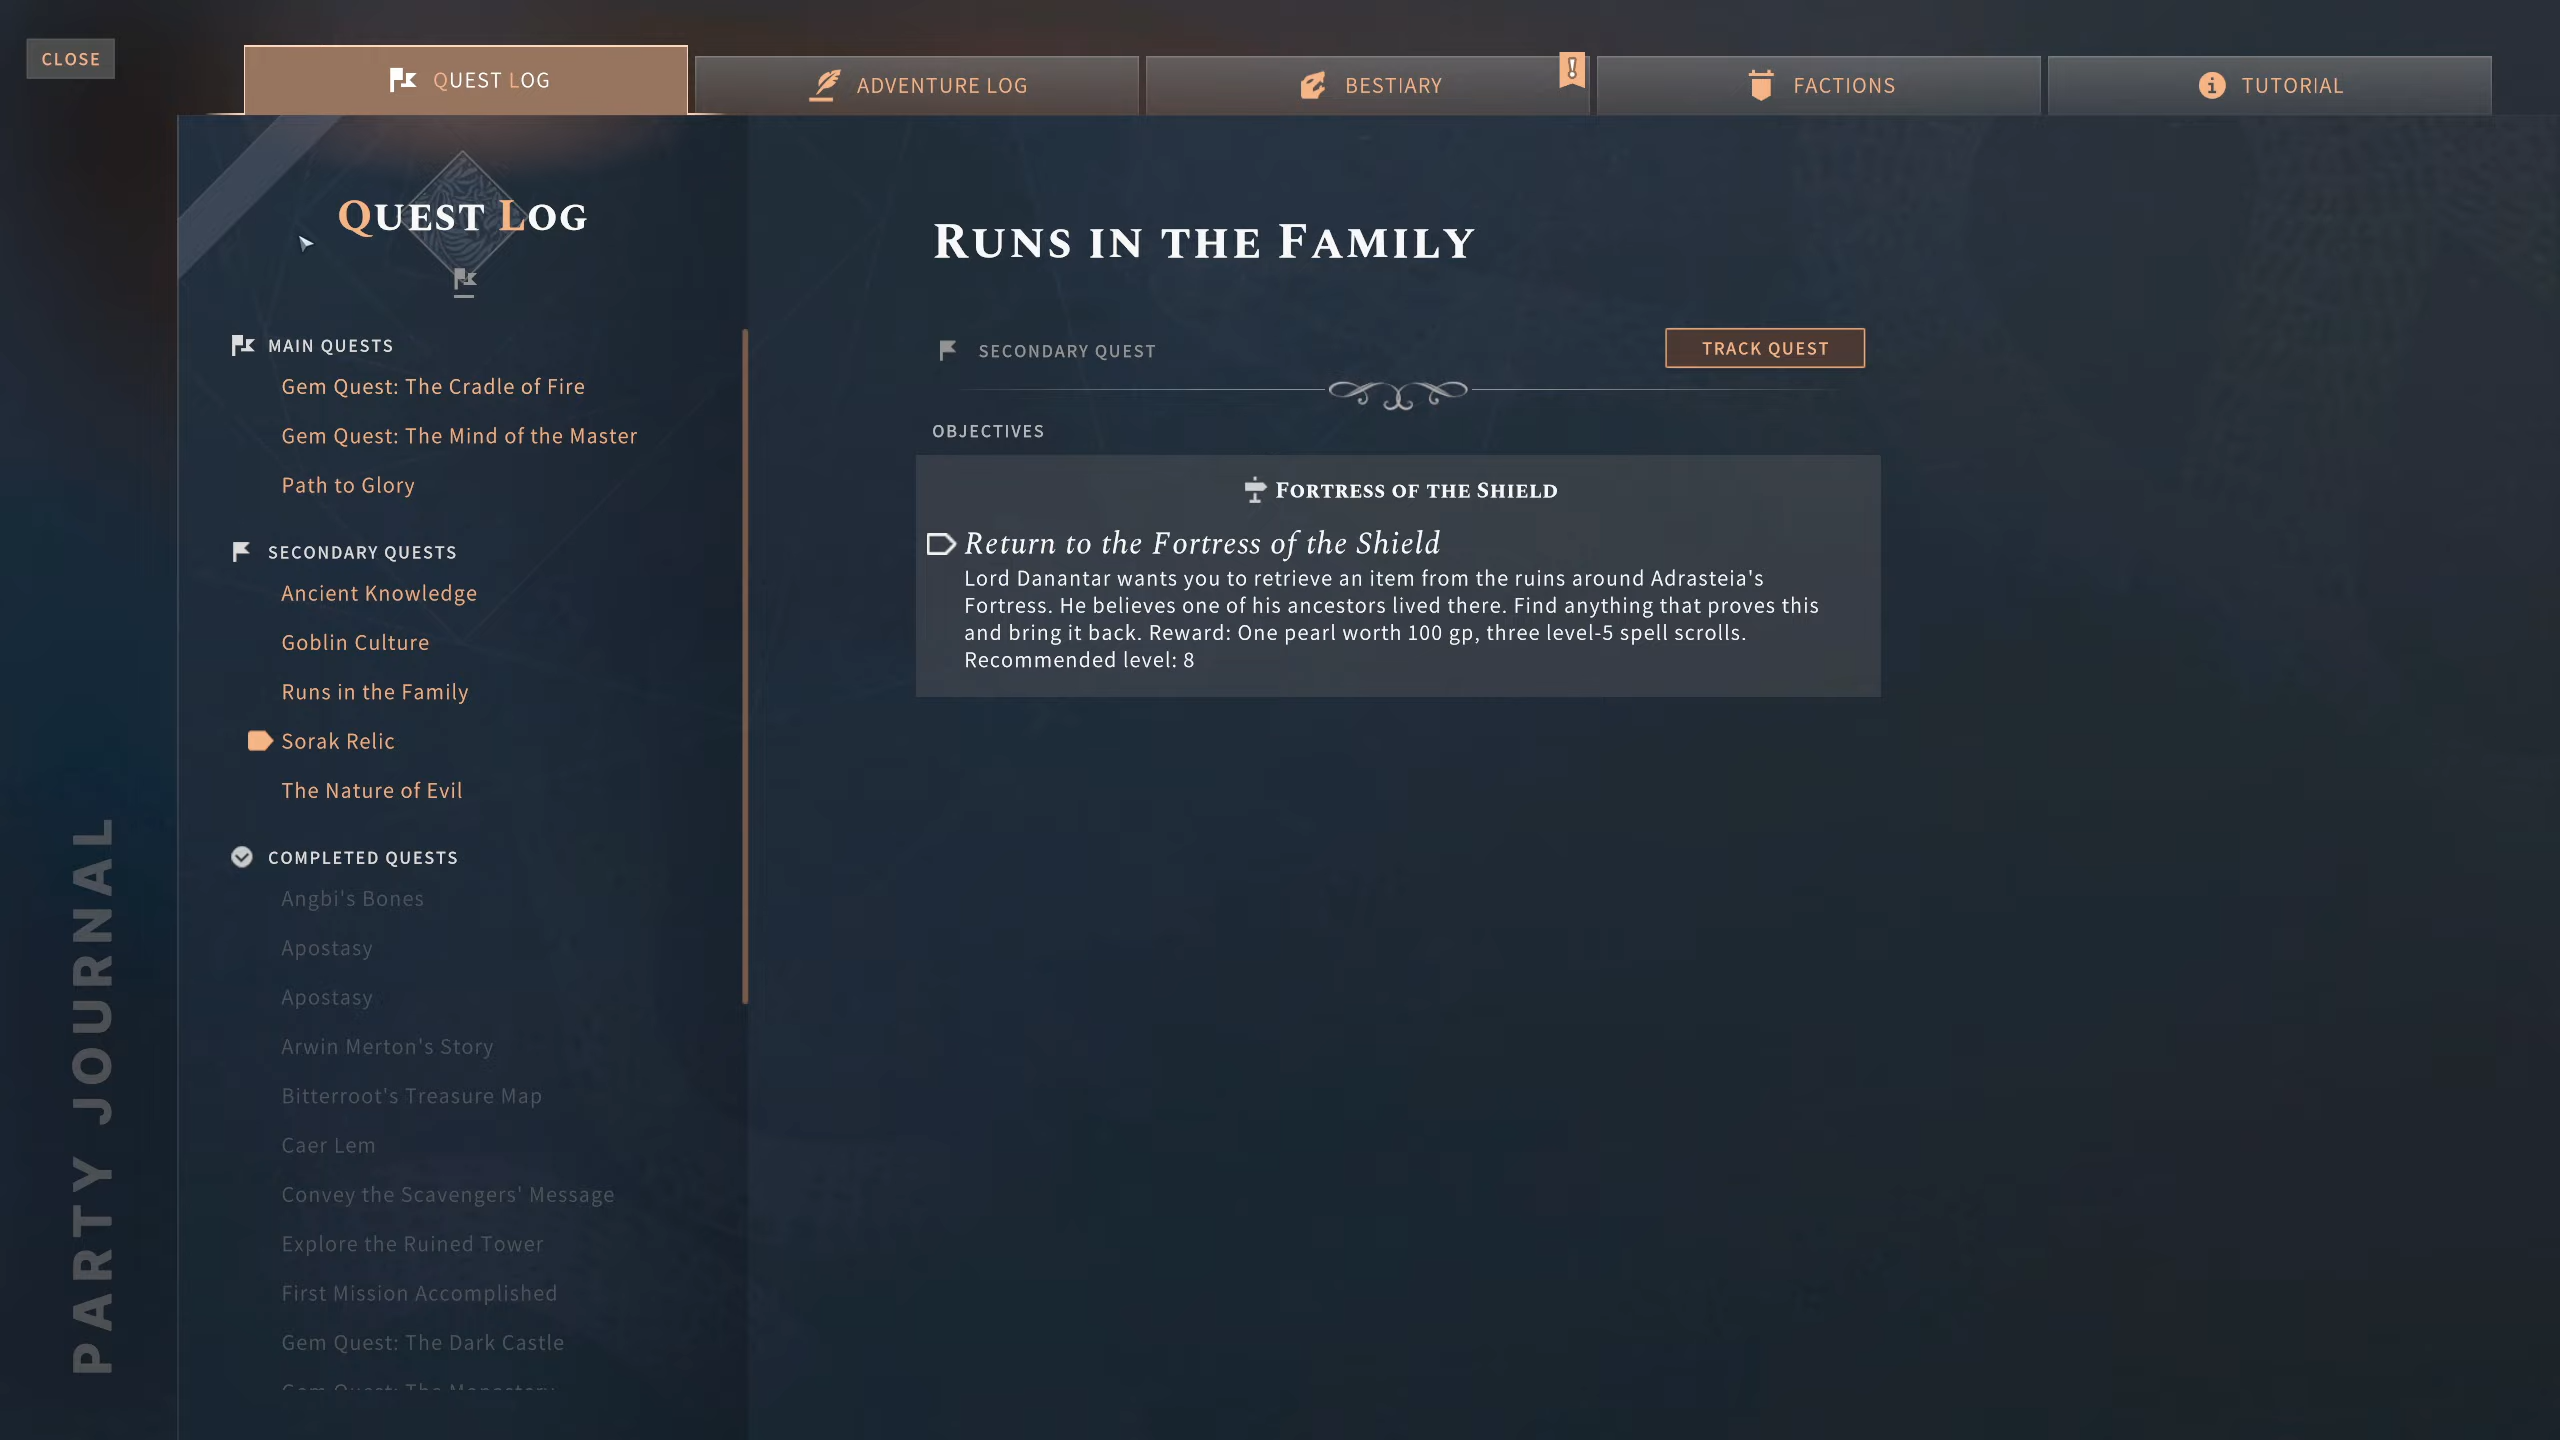 CLOSE
QUEST LOG
ADVENTURE LOG
BESTIARY
FACTIONS
TUTORIAL
QUEST LOG
MAIN QUESTS
Gem Quest: The Cradle of Fire
Gem Quest: The Mind of the Master
Path to Glory
SECONDARY QUESTS
Ancient Knowledge
Goblin Culture
Runs in the Family
Sorak Relic
The Nature of Evil
COMPLETED QUESTS
Angbi's Bones
Apostasy
Apostasy
Arwin Merton's Story
Bitterroot's Treasure Map
Caer Lem
Convey the Scavengers' Message
Explore the Ruined Tower
First Mission Accomplished
Gem Quest: The Dark Castle
Gem Quest: The Monastery
PARTY JOURNAL
RUNS IN THE FAMILY
SECONDARY QUEST
TRACK QUEST
OBJECTIVES
FORTRESS OF THE SHIELD
Return to the Fortress of the Shield
Lord Danantar wants you to retrieve an item from the ruins around Adrasteia's
Fortress. He believes one of his ancestors lived there. Find anything that proves this
and bring it back. Reward: One pearl worth 100 gp, three level-5 spell scrolls.
Recommended level: 8